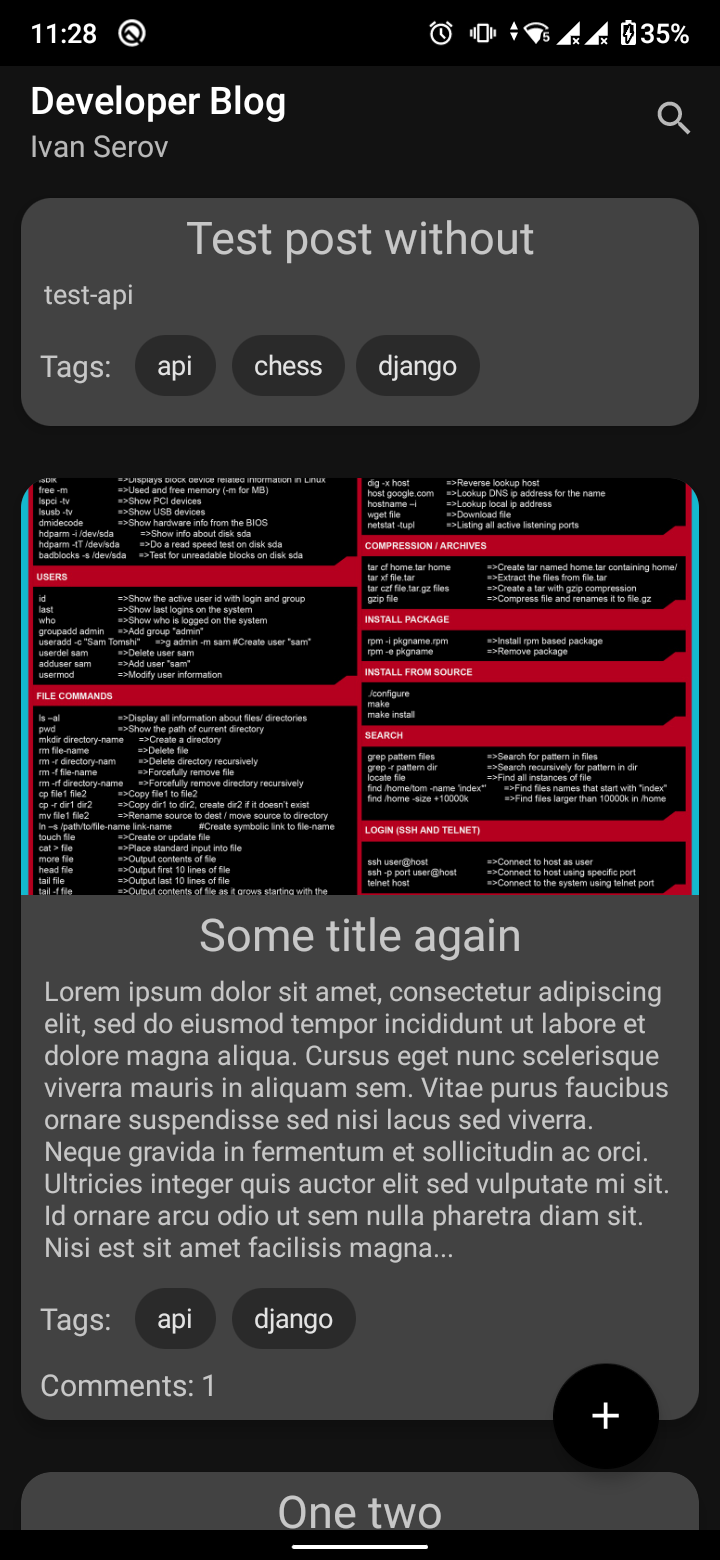 11:28
5
35%
Developer Blog
Ivan Serov
Test post without
test-api
Tags: api chess django
lsblk =>Displays block device related information in Linux
free -m =>Used and free memory (-m for MB)
lspci -tv =>Show PCI devices
lsusb -tv =>Show USB devices
dmidecode =>Show hardware info from the BIOS
hdparm -i /dev/sda =>Show info about disk sda
hdparm -tT /dev/sda =>Do a read speed test on disk sda
badblocks -s /dev/sda =>Test for unreadable blocks on disk sda
USERS
id =>Show the active user id with login and group
last =>Show last logins on the system
who =>Show who is logged on the system
groupadd admin =>Add group "admin"
useradd -c "Sam Tomshi" =>g admin -m sam #Create user "sam"
userdel sam =>Delete user sam
adduser sam =>Add user "sam"
usermod =>Modify user information
FILE COMMANDS
ls –al =>Display all information about files/ directories
pwd =>Show the path of current directory
mkdir directory-name =>Create a directory
rm file-name =>Delete file
rm -r directory-nam =>Delete directory recursively
rm -f file-name =>Forcefully remove file
rm -rf directory-name =>Forcefully remove directory recursively
cp file1 file2 =>Copy file1 to file2
cp -r dir1 dir2 =>Copy dir1 to dir2, create dir2 if it doesn't exist
mv file1 file2 =>Rename source to dest / move source to directory
ln –s /path/to/file-name link-name #Create symbolic link to file-name
touch file =>Create or update file
cat > file =>Place standard input into file
more file =>Output contents of file
head file =>Output first 10 lines of file
tail file =>Output last 10 lines of file
tail -f file =>Output contents of file as it grows starting with the
dig -x host =>Reverse lookup host
host google.com =>Lookup DNS ip address for the name
hostname –i =>Lookup local ip address
wget file =>Download file
netstat -tupl =>Listing all active listening ports
COMPRESSION / ARCHIVES
tar cf home.tar home =>Create tar named home.tar containing home/
tar xf file.tar =>Extract the files from file.tar
tar czf file.tar.gz files =>Create a tar with gzip compression
gzip file =>Compress file and renames it to file.gz
INSTALL PACKAGE
rpm -i pkgname.rpm =>Install rpm based package
rpm -e pkgname =>Remove package
INSTALL FROM SOURCE
./configure
make
make install
SEARCH
grep pattern files =>Search for pattern in files
grep -r pattern dir =>Search recursively for pattern in dir
locate file =>Find all instances of file
find /home/tom -name 'index*' =>Find files names that start with "index"
find /home -size +10000k =>Find files larger than 10000k in /home
LOGIN (SSH AND TELNET)
ssh user@host =>Connect to host as user
ssh -p port user@host =>Connect to host using specific port
telnet host =>Connect to the system using telnet port
Some title again
Lorem ipsum dolor sit amet, consectetur adipiscing
elit, sed do eiusmod tempor incididunt ut labore et
dolore magna aliqua. Cursus eget nunc scelerisque
viverra mauris in aliquam sem. Vitae purus faucibus
ornare suspendisse sed nisi lacus sed viverra.
Neque gravida in fermentum et sollicitudin ac orci.
Ultricies integer quis auctor elit sed vulputate mi sit.
Id ornare arcu odio ut sem nulla pharetra diam sit.
Nisi est sit amet facilisis magna...
Tags: api django
Comments: 1
+
One two